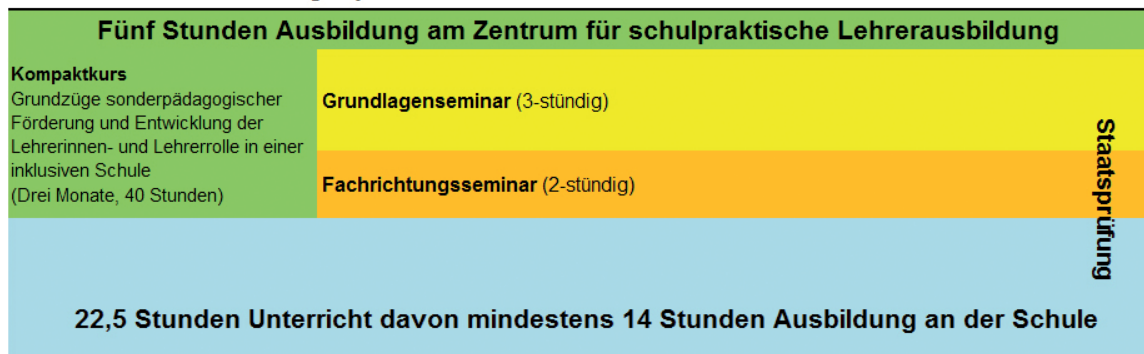 Fünf Stunden Ausbildung am Zentrum für schulpraktische Lehrerausbildung
Kompaktkurs
Grundzüge sonderpädagogischer
Förderung und Entwicklung der
Lehrerinnen- und Lehrerrolle in einer
inklusiven Schule
(Drei Monate, 40 Stunden)
Grundlagenseminar (3-stündig)
Fachrichtungsseminar (2-stündig)
Staatsprüfung
22,5 Stunden Unterricht davon mindestens 14 Stunden Ausbildung an der Schule